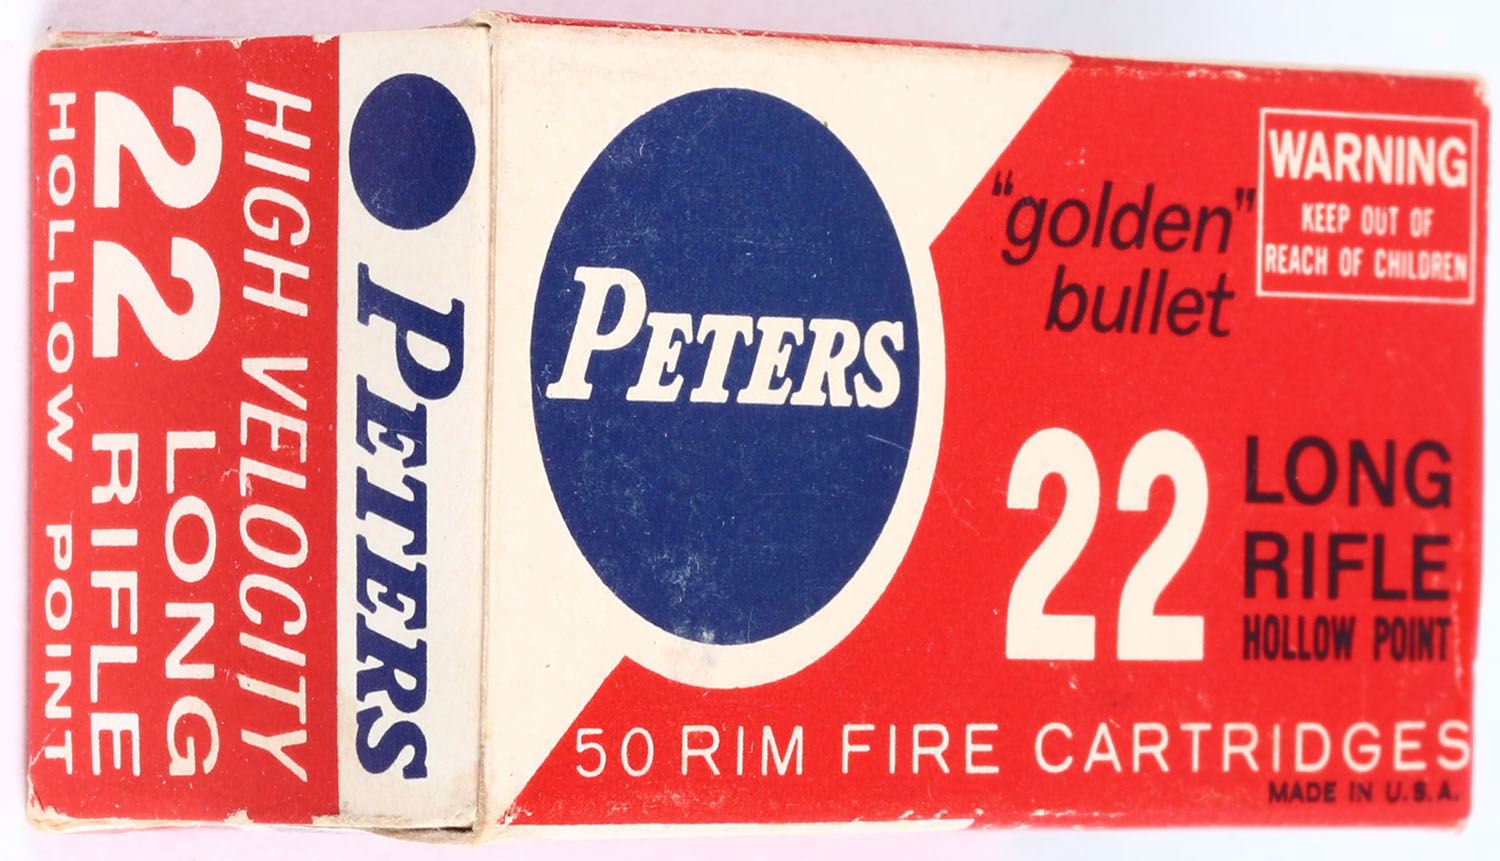 PETERS
"golden"
bullet
WARNING
KEEP OUT OF
REACH OF CHILDREN
22 LONG
RIFLE
HOLLOW POINT
50 RIM FIRE CARTRIDGES
MADE IN U.S.A.
PETERS
HIGH VELOCITY
22 LONG
RIFLE
HOLLOW POINT